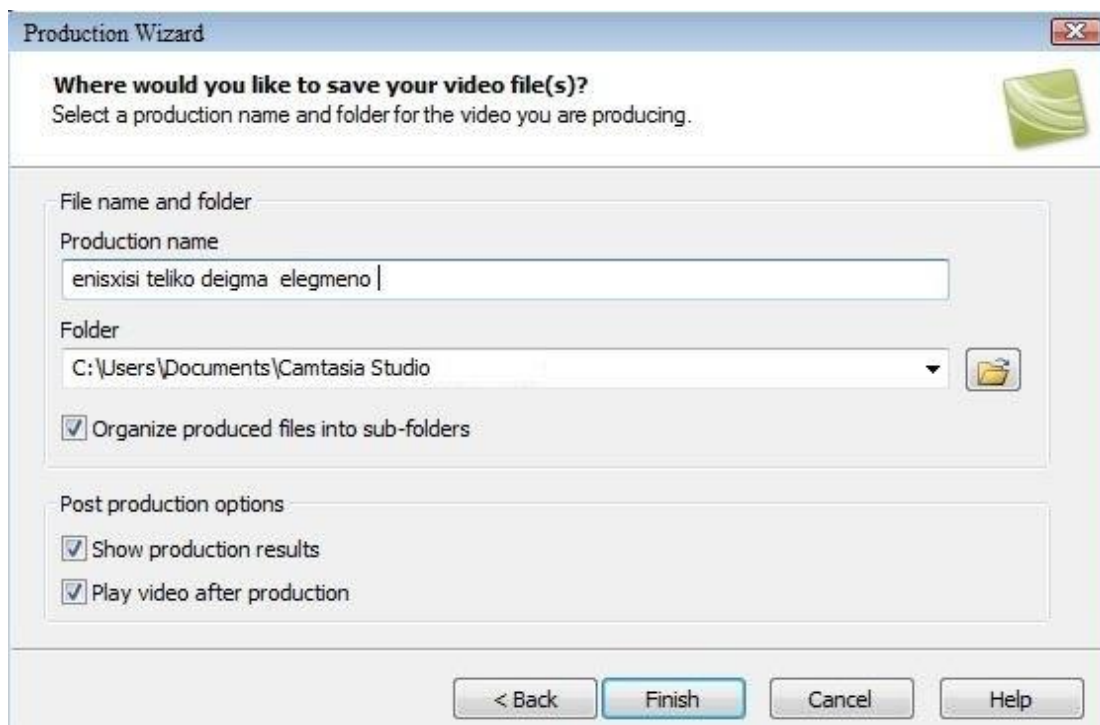 Production Wizard
Where would you like to save your video file(s)?
Select a production name and folder for the video you are producing.
File name and folder
Production name
enisxisi teliko deigma  elegmeno
Folder
C:\Users\Documents\Camtasia Studio
Organize produced files into sub-folders
Post production options
Show production results
Play video after production
< Back Finish Cancel Help